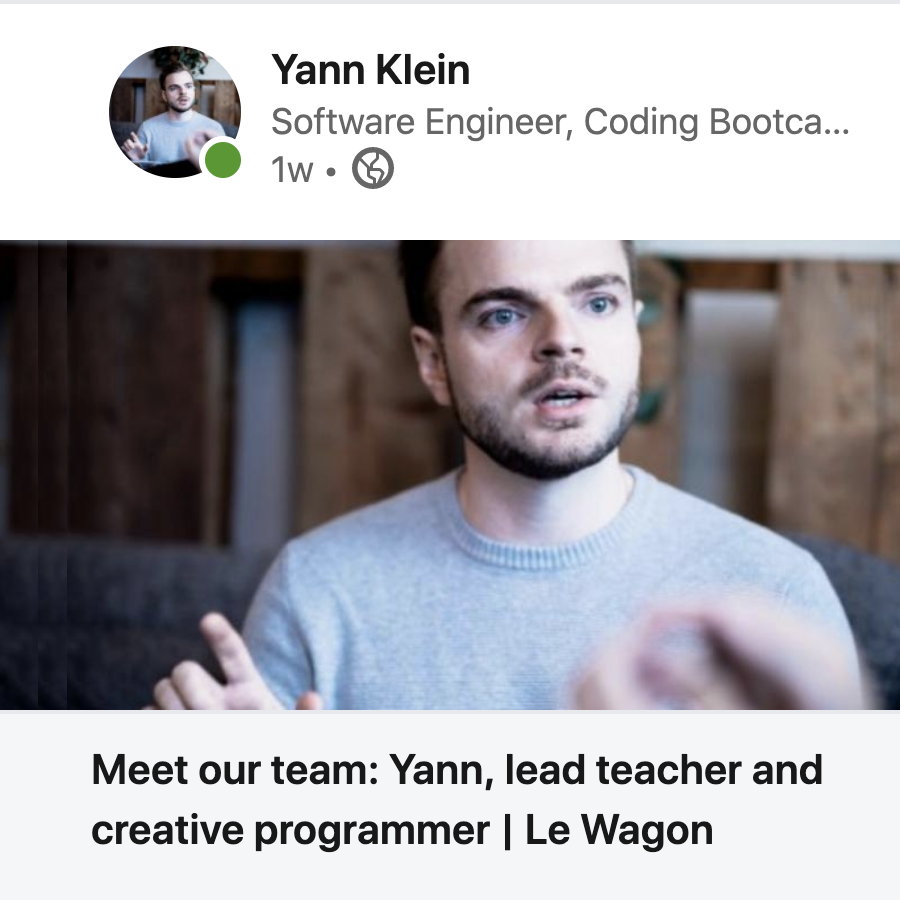 Yann Klein
Software Engineer, Coding Bootca...
1w •
Meet our team: Yann, lead teacher and
creative programmer | Le Wagon